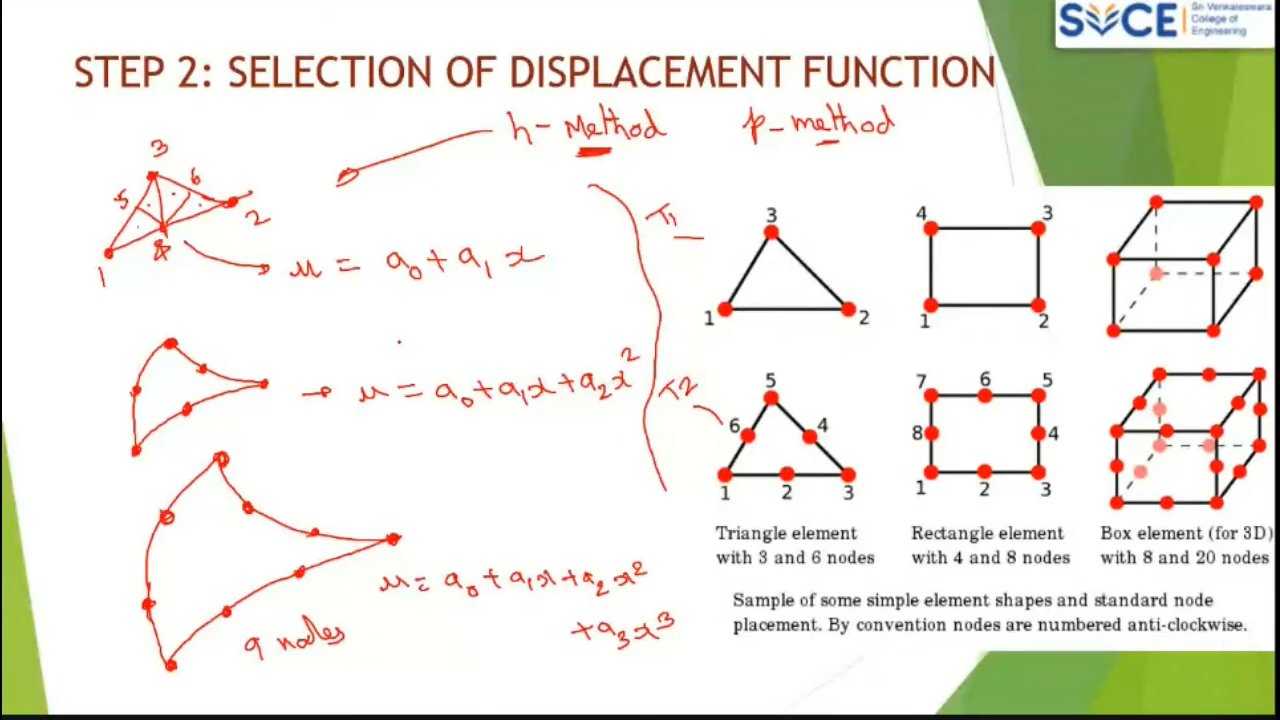 SVCE
Sri Venkateswara
College of
Engineering
STEP 2: SELECTION OF DISPLACEMENT FUNCTION
h- Method
p- method
3
5
6
2
1
u = a₀ + a₁ x
u = a₀ + a₁x + a₂x²
u = a₀ + a₁x + a₂x²
+ a₃x³
9 nodes
T1
T2
3
1
2
4
3
1
2
5
6
4
1
2
3
7
6
5
8
4
1
2
3
Triangle element
with 3 and 6 nodes
Rectangle element
with 4 and 8 nodes
Box element (for 3D)
with 8 and 20 nodes
Sample of some simple element shapes and standard node
placement. By convention nodes are numbered anti-clockwise.